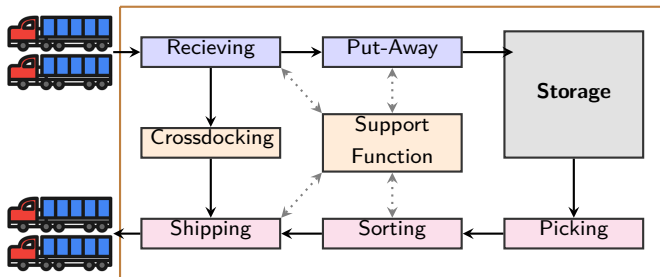 Recieving
Put-Away
Storage
Crossdocking
Support
Function
Shipping
Sorting
Picking